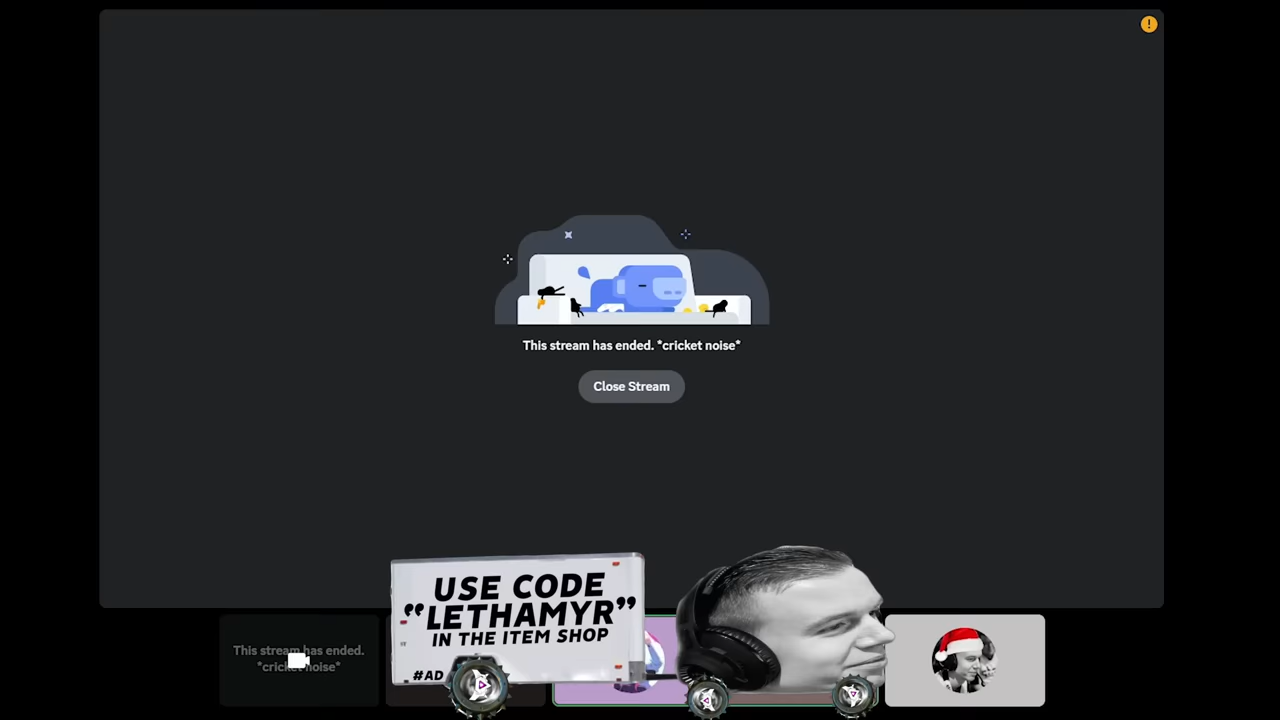 This stream has ended. *cricket noise*
Close Stream
USE CODE
“LETHAMYR”
IN THE ITEM SHOP
#AD
This stream has ended.
*cricket noise*